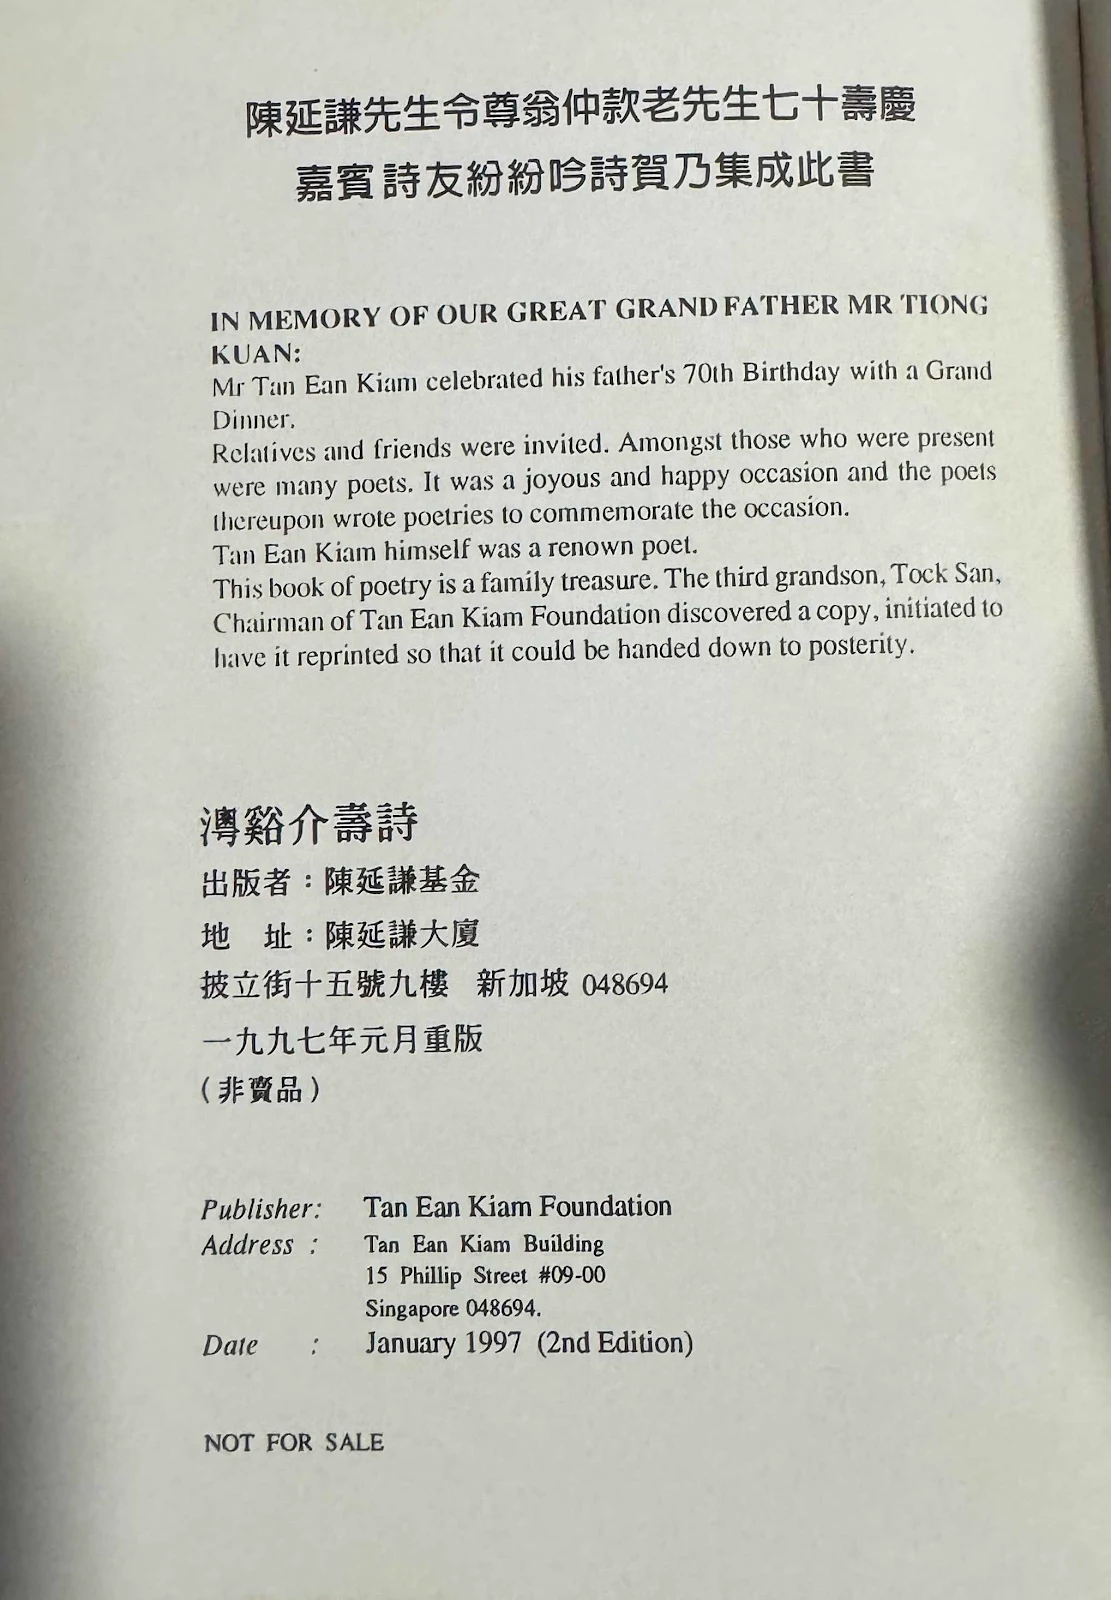 陳延謙先生令尊翁仲款老先生七十壽慶
嘉賓詩友紛紛吟詩賀乃集成此書
IN MEMORY OF OUR GREAT GRAND FATHER MR TIONG
KUAN:
Mr Tan Ean Kiam celebrated his father's 70th Birthday with a Grand
Dinner.
Relatives and friends were invited. Amongst those who were present
were many poets. It was a joyous and happy occasion and the poets
thereupon wrote poetries to commemorate the occasion.
Tan Ean Kiam himself was a renown poet.
This book of poetry is a family treasure. The third grandson, Tock San,
Chairman of Tan Ean Kiam Foundation discovered a copy, initiated to
have it reprinted so that it could be handed down to posterity.
谿介壽詩
出版者：陳延謙基金
地　址：陳延謙大廈
披立街十五號九樓 新加坡 048694
一九九七年元月重版
（非賣品）
Publisher: Tan Ean Kiam Foundation
Address : Tan Ean Kiam Building
15 Phillip Street #09-00
Singapore 048694.
Date : January 1997 (2nd Edition)
NOT FOR SALE